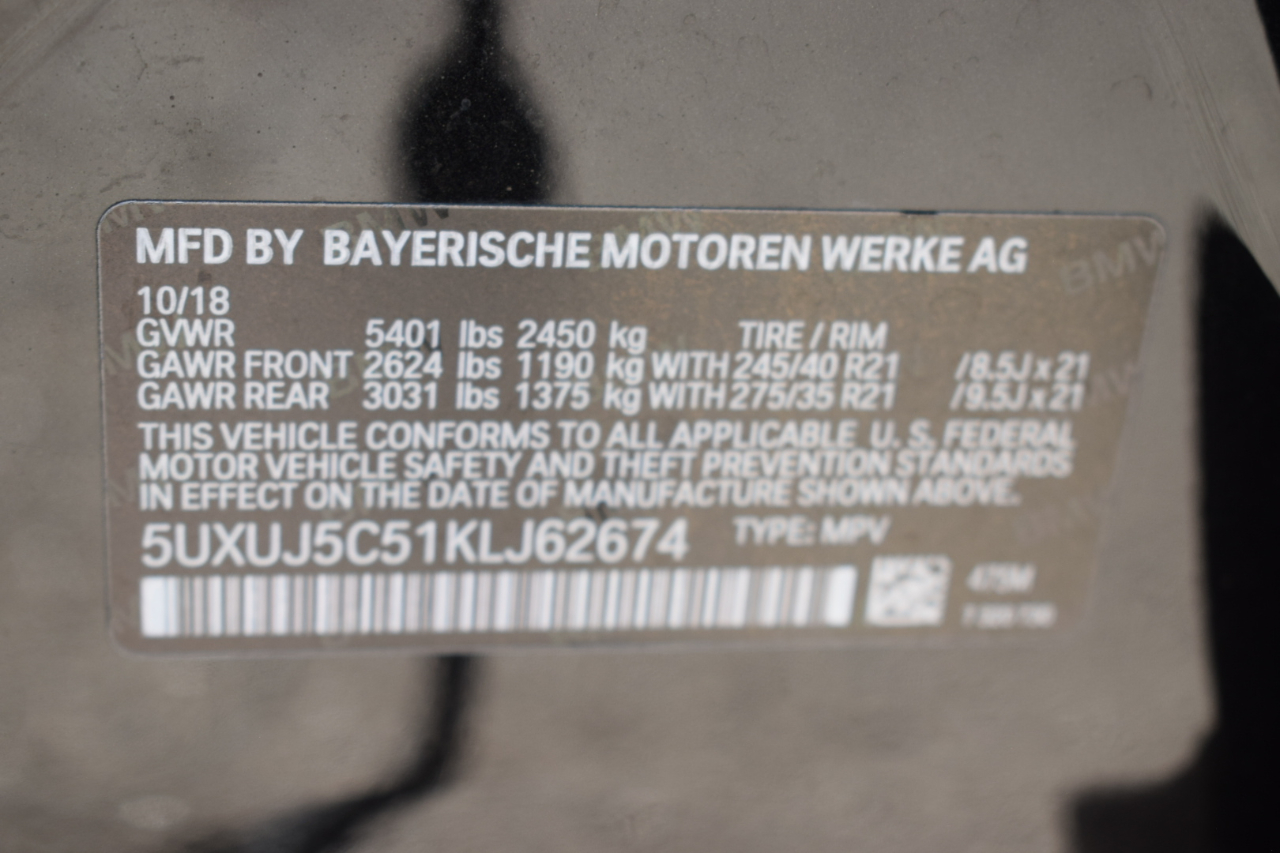 MFD BY BAYERISCHE MOTOREN WERKE AG
10/18
GVWR 5401 lbs 2450 kg TIRE / RIM
GAWR FRONT 2624 lbs 1190 kg WITH 245/40 R21 /8.5J x 21
GAWR REAR 3031 lbs 1375 kg WITH 275/35 R21 /9.5J x 21
THIS VEHICLE CONFORMS TO ALL APPLICABLE U. S. FEDERAL
MOTOR VEHICLE SAFETY AND THEFT PREVENTION STANDARDS
IN EFFECT ON THE DATE OF MANUFACTURE SHOWN ABOVE.
5UXUJ5C51KLJ62674 TYPE: MPV
475M